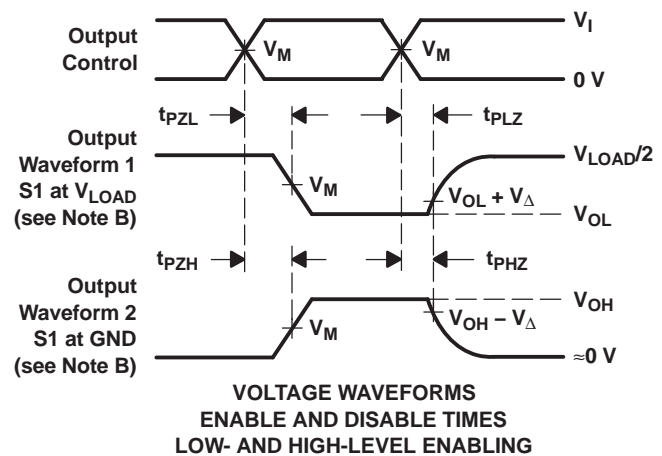 Output
Control
V_M
V_M
V_I
0 V
t_PZL
t_PLZ
Output
Waveform 1
S1 at V_LOAD
(see Note B)
V_M
V_LOAD/2
V_OL + V_Δ
V_OL
t_PZH
t_PHZ
Output
Waveform 2
S1 at GND
(see Note B)
V_M
V_OH
V_OH – V_Δ
≈0 V
VOLTAGE WAVEFORMS
ENABLE AND DISABLE TIMES
LOW- AND HIGH-LEVEL ENABLING